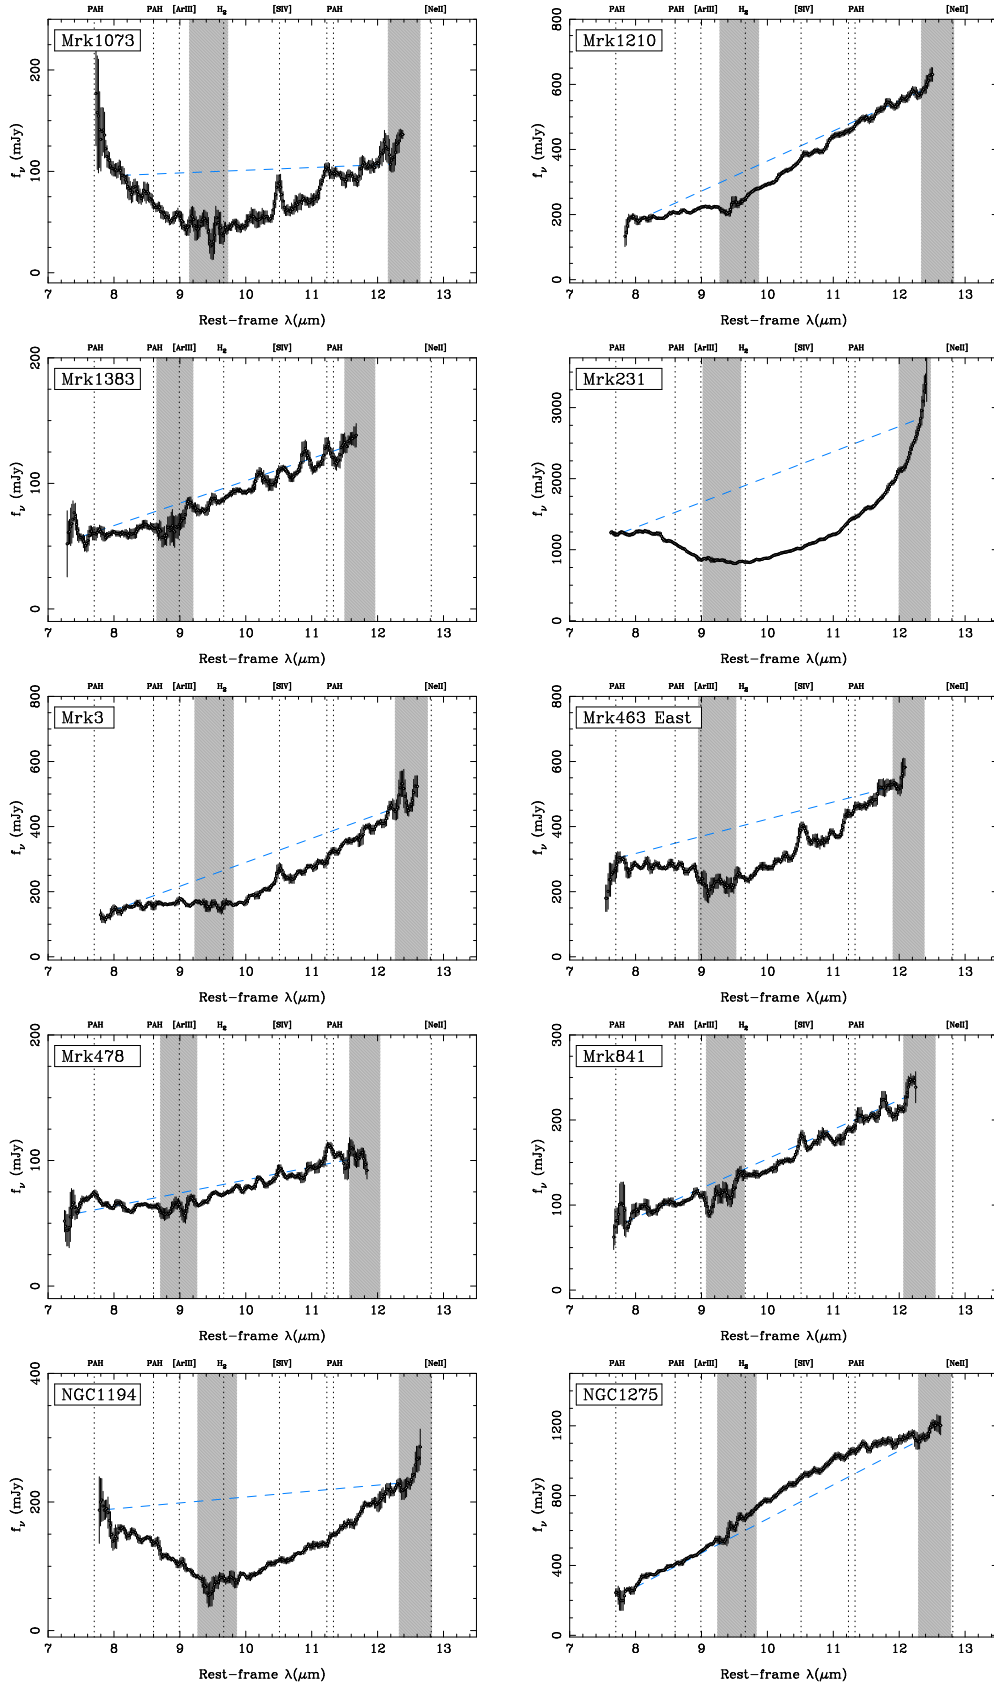 PAH PAH [ArIII] H2 [SIV] PAH [NeII]
Mrk1073
fν (mJy)
0 100 200
7 8 9 10 11 12 13
Rest-frame λ(μm)
PAH PAH [ArIII] H2 [SIV] PAH [NeII]
Mrk1210
fν (mJy)
0 200 400 600 800
7 8 9 10 11 12 13
Rest-frame λ(μm)
PAH PAH [ArIII] H2 [SIV] PAH [NeII]
Mrk1383
fν (mJy)
0 100 200
7 8 9 10 11 12 13
Rest-frame λ(μm)
PAH PAH [ArIII] H2 [SIV] PAH [NeII]
Mrk231
fν (mJy)
0 1000 2000 3000
7 8 9 10 11 12 13
Rest-frame λ(μm)
PAH PAH [ArIII] H2 [SIV] PAH [NeII]
Mrk3
fν (mJy)
0 200 400 600 800
7 8 9 10 11 12 13
Rest-frame λ(μm)
PAH PAH [ArIII] H2 [SIV] PAH [NeII]
Mrk463 East
fν (mJy)
0 200 400 600 800
7 8 9 10 11 12 13
Rest-frame λ(μm)
PAH PAH [ArIII] H2 [SIV] PAH [NeII]
Mrk478
fν (mJy)
0 100 200
7 8 9 10 11 12 13
Rest-frame λ(μm)
PAH PAH [ArIII] H2 [SIV] PAH [NeII]
Mrk841
fν (mJy)
0 100 200 300
7 8 9 10 11 12 13
Rest-frame λ(μm)
PAH PAH [ArIII] H2 [SIV] PAH [NeII]
NGC1194
fν (mJy)
0 200 400
7 8 9 10 11 12 13
Rest-frame λ(μm)
PAH PAH [ArIII] H2 [SIV] PAH [NeII]
NGC1275
fν (mJy)
0 400 800 1200
7 8 9 10 11 12 13
Rest-frame λ(μm)